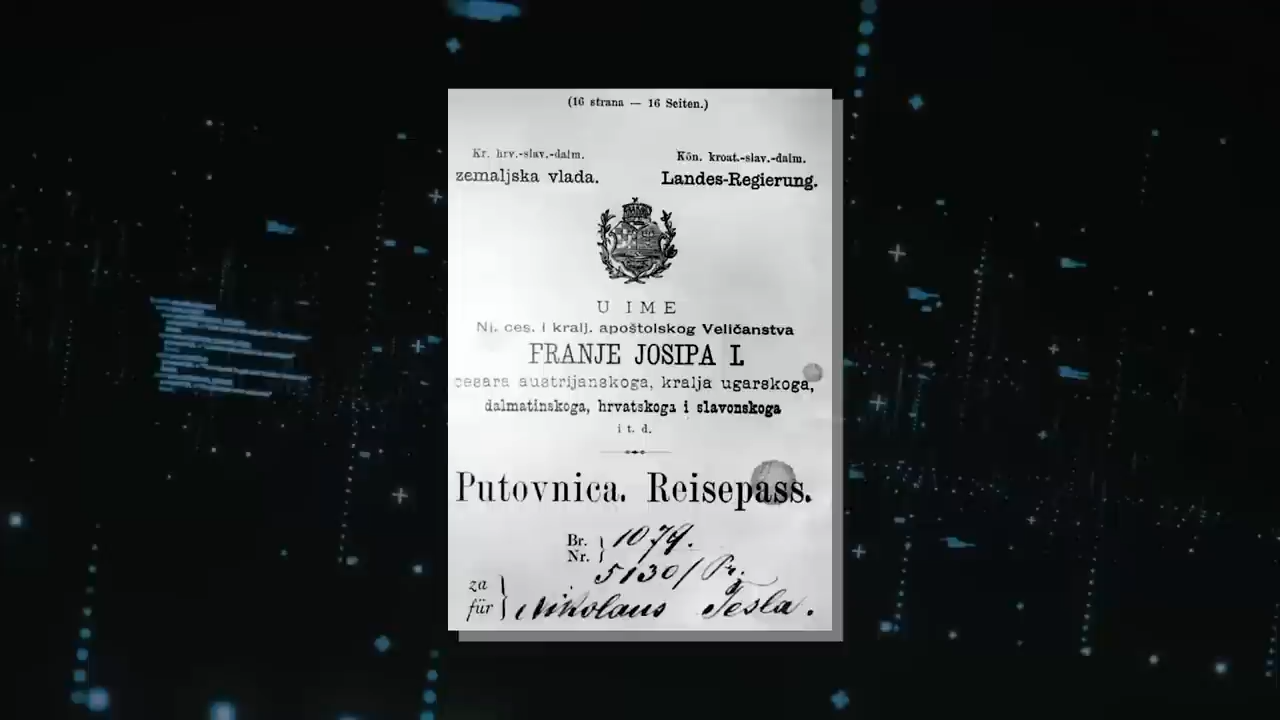 (16 strana — 16 Seiten.)
Kr. hrv.-slav.-dalm.
zemaljska vlada.
Kön. kroat.-slav.-dalm.
Landes-Regierung.
U IME
Nj. ces. i kralj. apoštolskog Veličanstva
FRANJE JOSIPA I.
cesara austrijanskoga, kralja ugarskoga,
dalmatinskoga, hrvatskoga i slavonskoga
i t. d.
Putovnica. Reisepass.
Br. 1079.
Nr. 5130/Pr.
za
für Nikolaus Tesla.